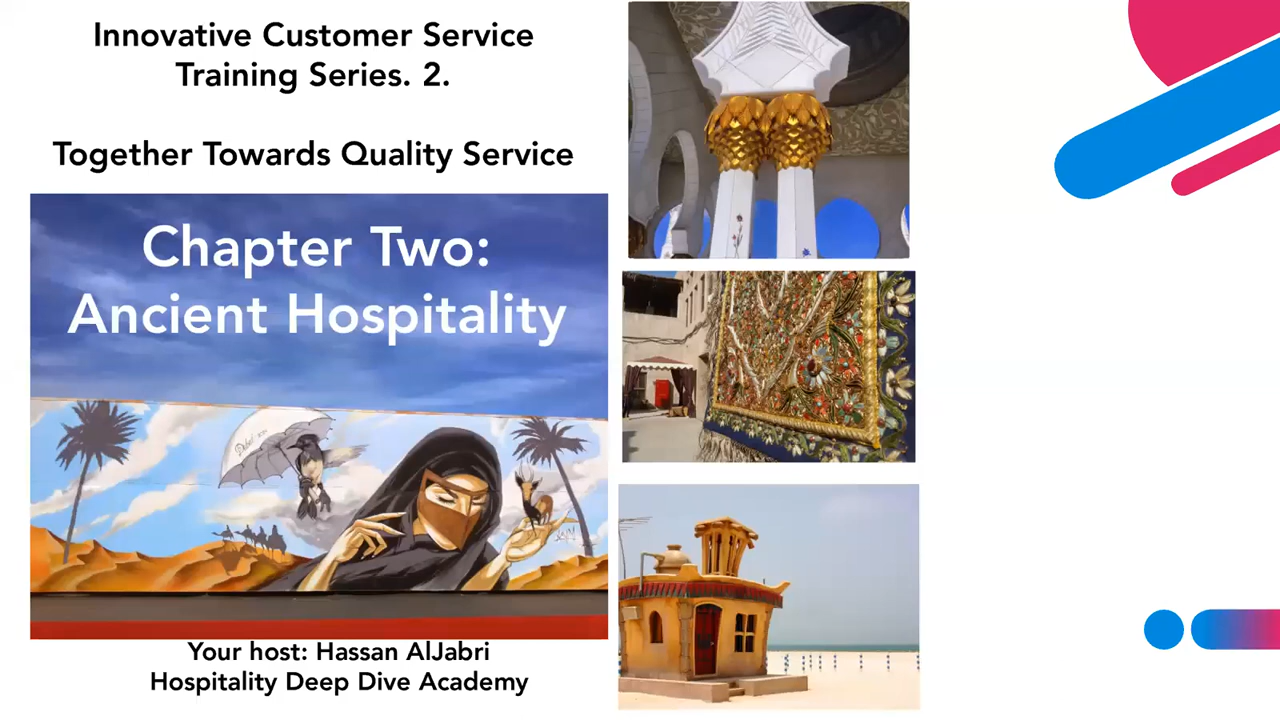 Innovative Customer Service
Training Series. 2.
Together Towards Quality Service
Chapter Two:
Ancient Hospitality
Your host: Hassan AlJabri
Hospitality Deep Dive Academy